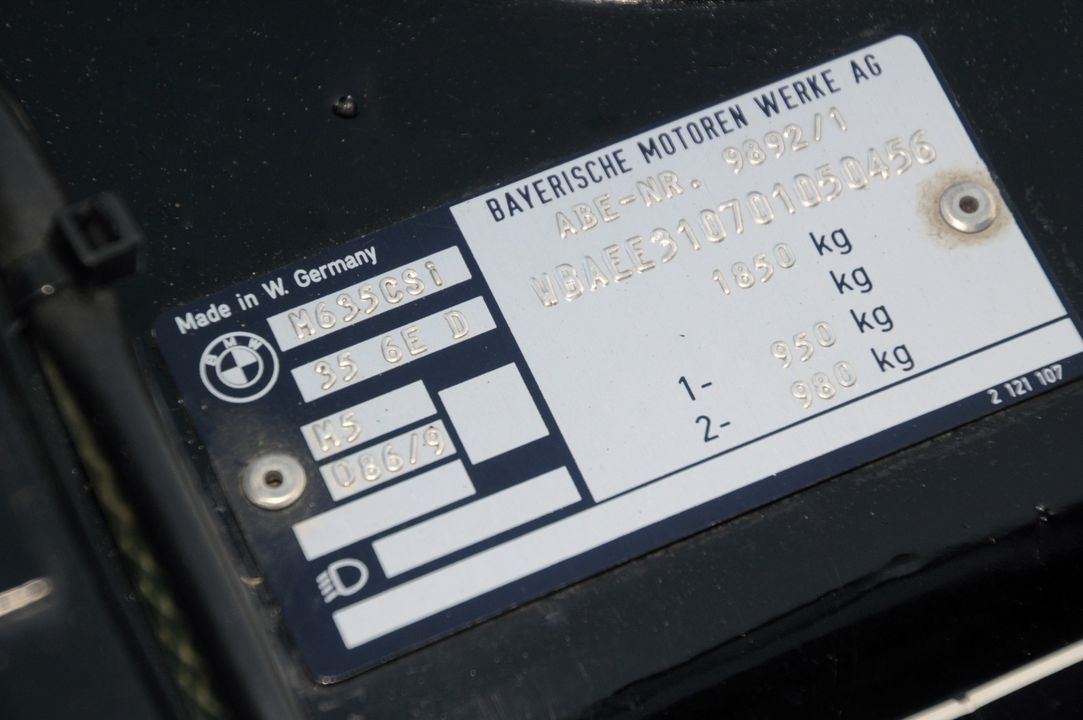 BAYERISCHE MOTOREN WERKE AG
ABE-NR. 9892/1
WBAEE310701050456
1850 kg
kg
1- 950 kg
2- 980 kg
2 121 107
Made in W. Germany
BMW
M635CSi
35 6E D
M5
086/9